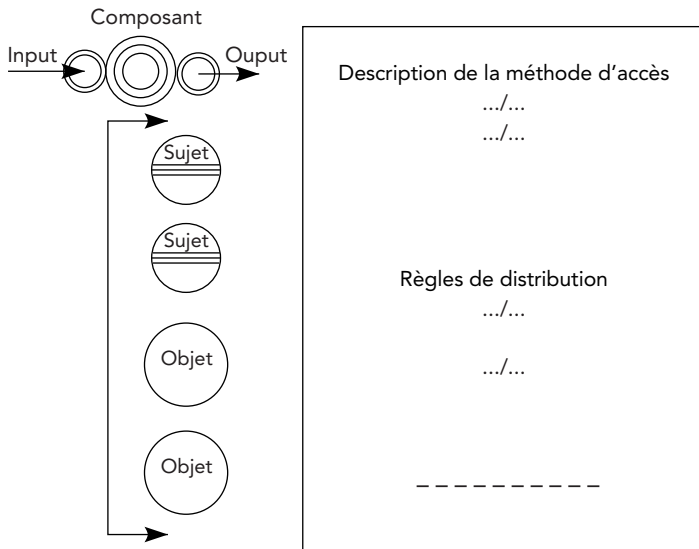 Composant
Input
Ouput
Sujet
Sujet
Objet
Objet
Description de la méthode d’accès
.../...
.../...
Règles de distribution
.../...
.../...